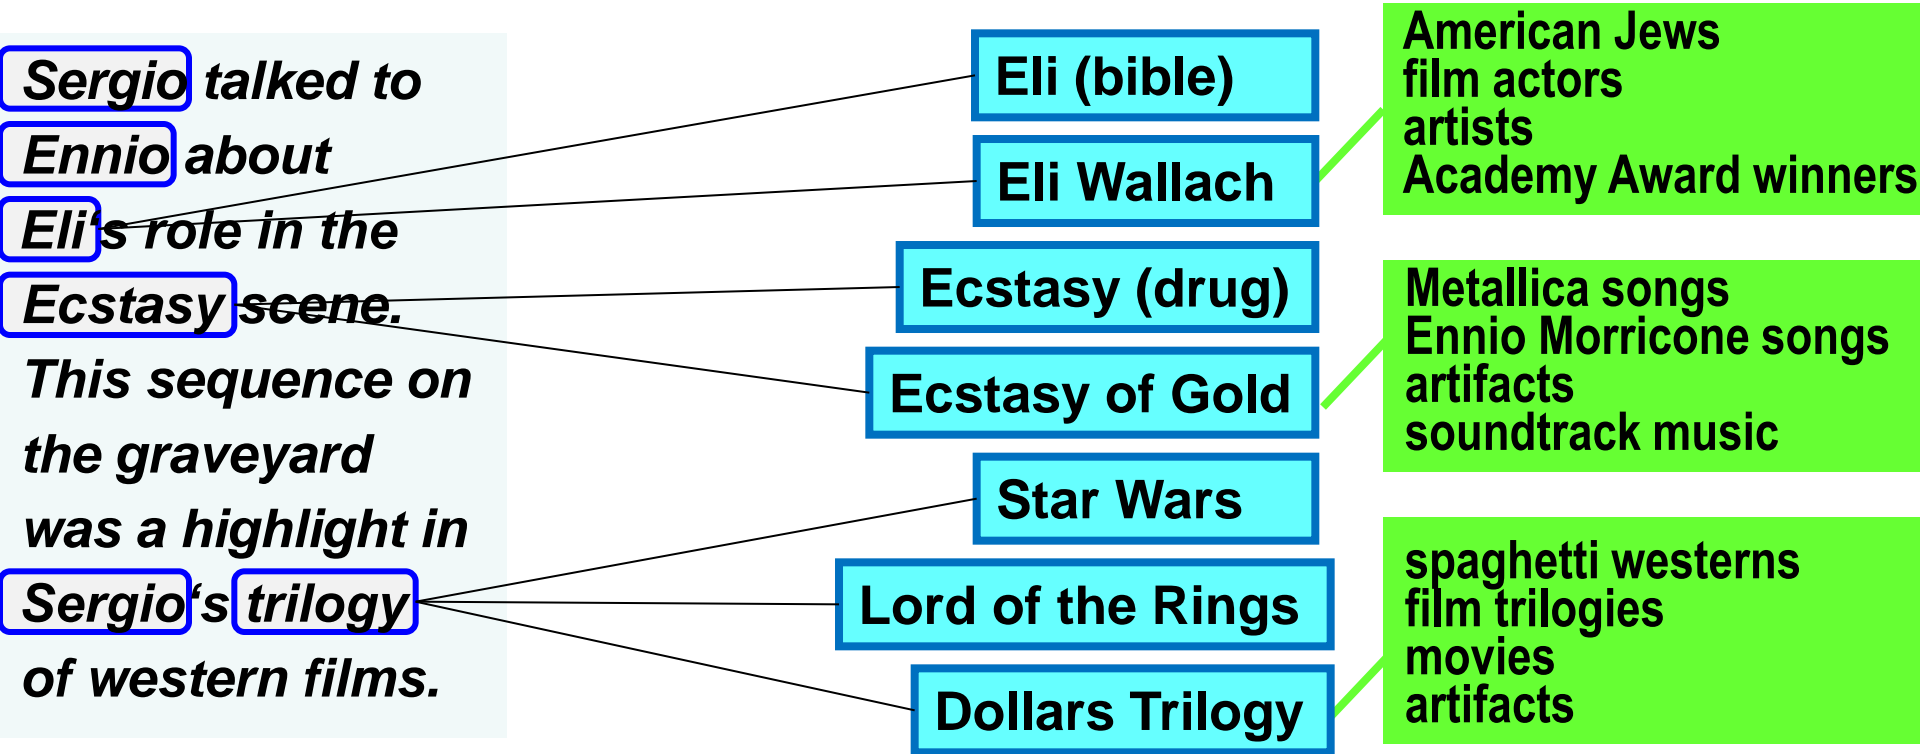 Sergio talked to
Ennio about
Eli‘s role in the
Ecstasy scene.
This sequence on
the graveyard
was a highlight in
Sergio‘s trilogy
of western films.
Eli (bible)
Eli Wallach
Ecstasy (drug)
Ecstasy of Gold
Star Wars
Lord of the Rings
Dollars Trilogy
American Jews
film actors
artists
Academy Award winners
Metallica songs
Ennio Morricone songs
artifacts
soundtrack music
spaghetti westerns
film trilogies
movies
artifacts